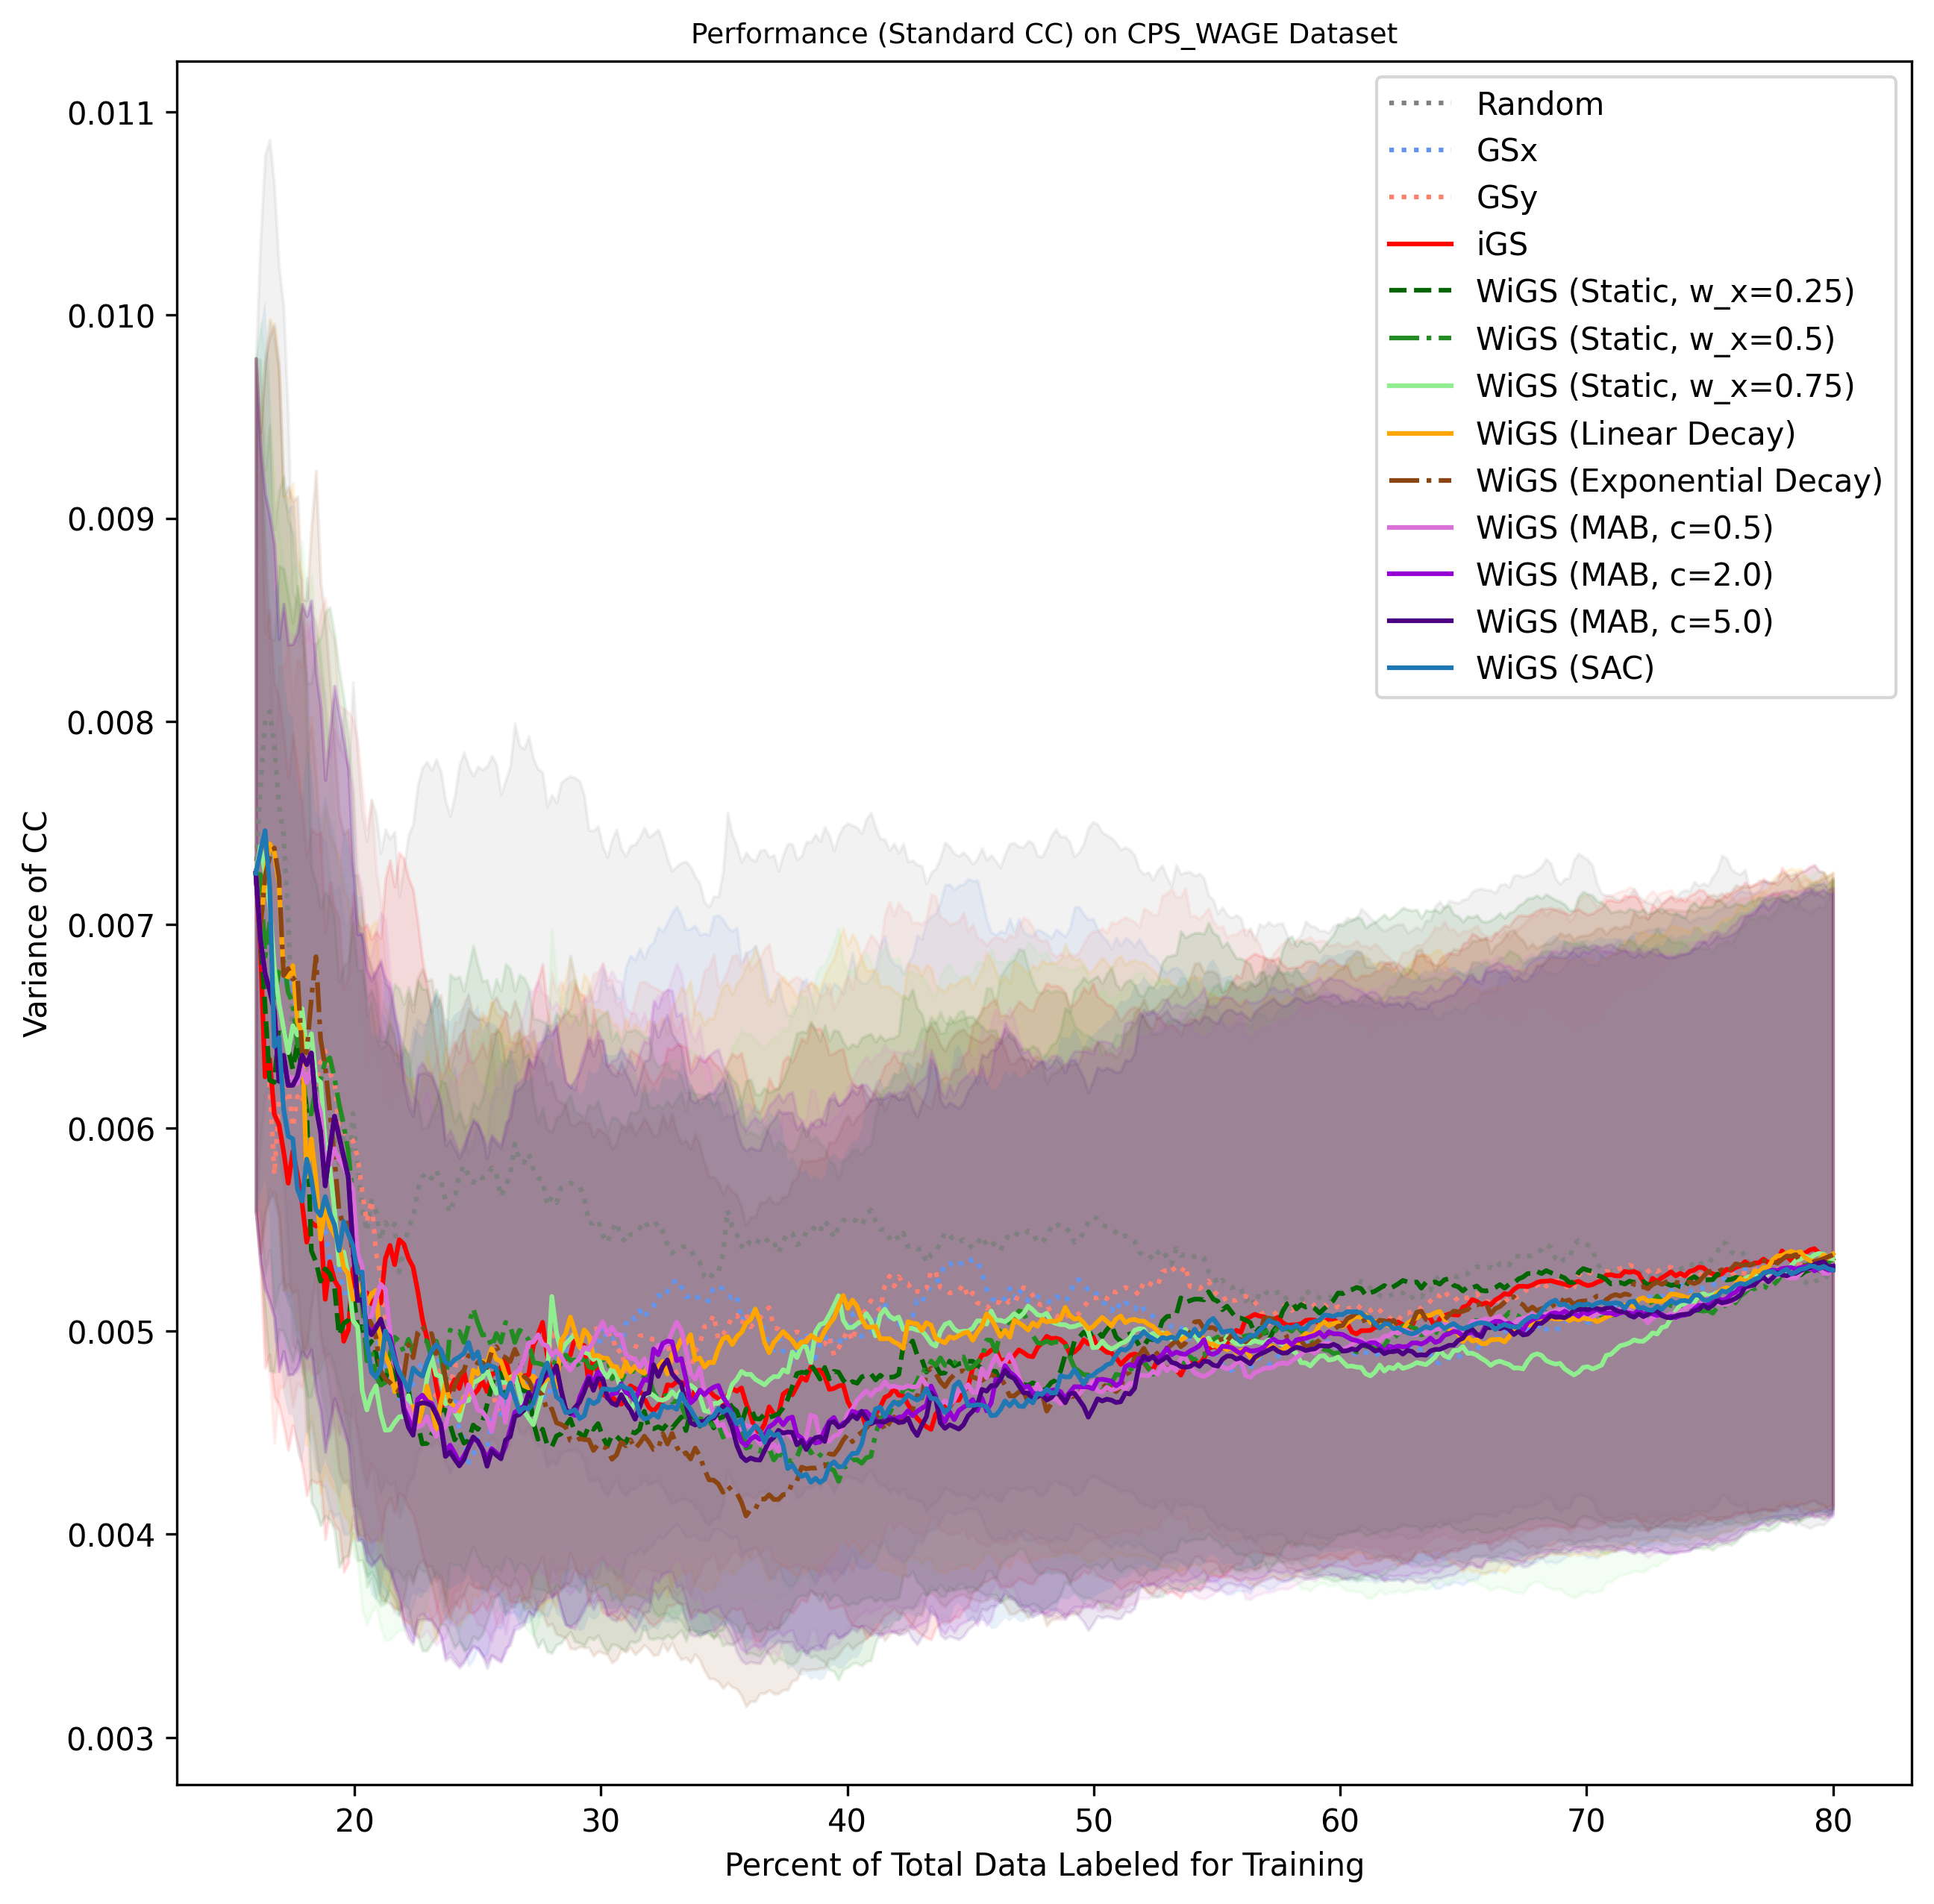 Performance (Standard CC) on CPS_WAGE Dataset
Variance of CC
0.011
0.010
0.009
0.008
0.007
0.006
0.005
0.004
0.003
Random
GSx
GSy
iGS
WiGS (Static, w_x=0.25)
WiGS (Static, w_x=0.5)
WiGS (Static, w_x=0.75)
WiGS (Linear Decay)
WiGS (Exponential Decay)
WiGS (MAB, c=0.5)
WiGS (MAB, c=2.0)
WiGS (MAB, c=5.0)
WiGS (SAC)
20 30 40 50 60 70 80
Percent of Total Data Labeled for Training